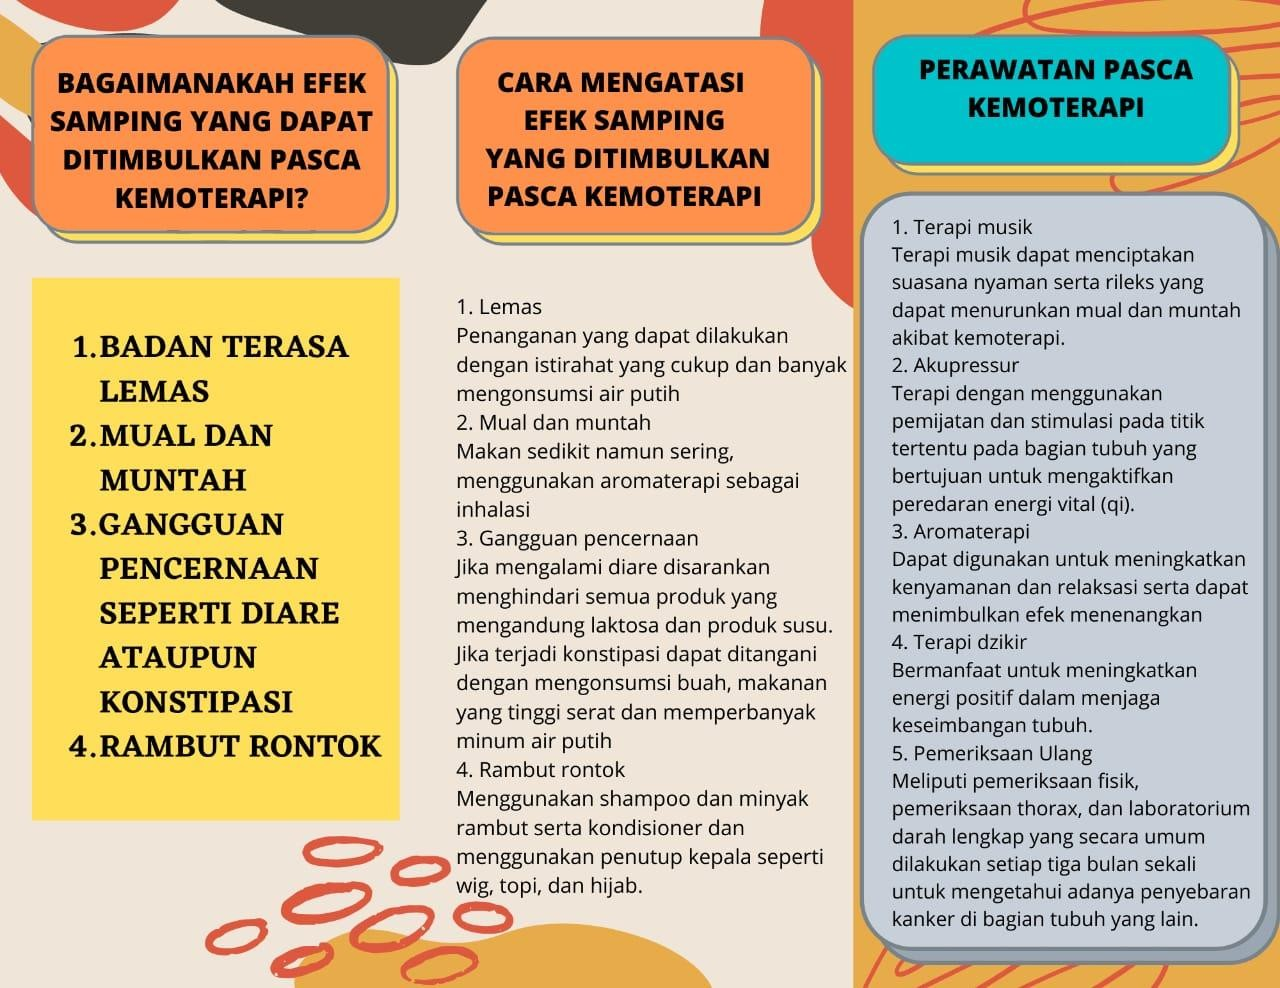 BAGAIMANAKAH EFEK
SAMPING YANG DAPAT
DITIMBULKAN PASCA
KEMOTERAPI?
1. BADAN TERASA
LEMAS
2. MUAL DAN
MUNTAH
3. GANGGUAN
PENCERNAAN
SEPERTI DIARE
ATAUPUN
KONSTIPASI
4. RAMBUT RONTOK
CARA MENGATASI
EFEK SAMPING
YANG DITIMBULKAN
PASCA KEMOTERAPI
1. Lemas
Penanganan yang dapat dilakukan
dengan istirahat yang cukup dan banyak
mengonsumsi air putih
2. Mual dan muntah
Makan sedikit namun sering,
menggunakan aromaterapi sebagai
inhalasi
3. Gangguan pencernaan
Jika mengalami diare disarankan
menghindari semua produk yang
mengandung laktosa dan produk susu.
Jika terjadi konstipasi dapat ditangani
dengan mengonsumsi buah, makanan
yang tinggi serat dan memperbanyak
minum air putih
4. Rambut rontok
Menggunakan shampoo dan minyak
rambut serta kondisioner dan
menggunakan penutup kepala seperti
wig, topi, dan hijab.
PERAWATAN PASCA
KEMOTERAPI
1. Terapi musik
Terapi musik dapat menciptakan
suasana nyaman serta rileks yang
dapat menurunkan mual dan muntah
akibat kemoterapi.
2. Akupressur
Terapi dengan menggunakan
pemijatan dan stimulasi pada titik
tertentu pada bagian tubuh yang
bertujuan untuk mengaktifkan
peredaran energi vital (qi).
3. Aromaterapi
Dapat digunakan untuk meningkatkan
kenyamanan dan relaksasi serta dapat
menimbulkan efek menenangkan
4. Terapi dzikir
Bermanfaat untuk meningkatkan
energi positif dalam menjaga
keseimbangan tubuh.
5. Pemeriksaan Ulang
Meliputi pemeriksaan fisik,
pemeriksaan thorax, dan laboratorium
darah lengkap yang secara umum
dilakukan setiap tiga bulan sekali
untuk mengetahui adanya penyebaran
kanker di bagian tubuh yang lain.